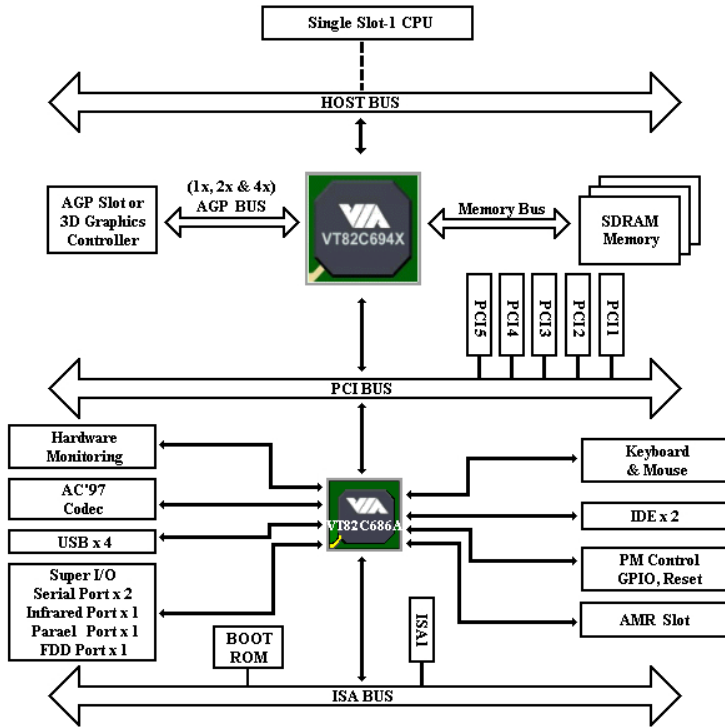 Single Slot-1 CPU
HOST BUS
(1x, 2x & 4x)
AGP BUS
AGP Slot or
3D Graphics
Controller
VIA
VT82C694X
Memory Bus
SDRAM
Memory
PCI5
PCI4
PCI3
PCI2
PCI1
PCI BUS
Hardware
Monitoring
AC'97
Codec
USB x 4
Super I/O
Serial Port x 2
Infrared Port x 1
Parael Port x 1
FDD Port x 1
VIA
VT82C686A
Keyboard
& Mouse
IDE x 2
PM Control
GPIO, Reset
AMR Slot
BOOT
ROM
ISA1
ISA BUS